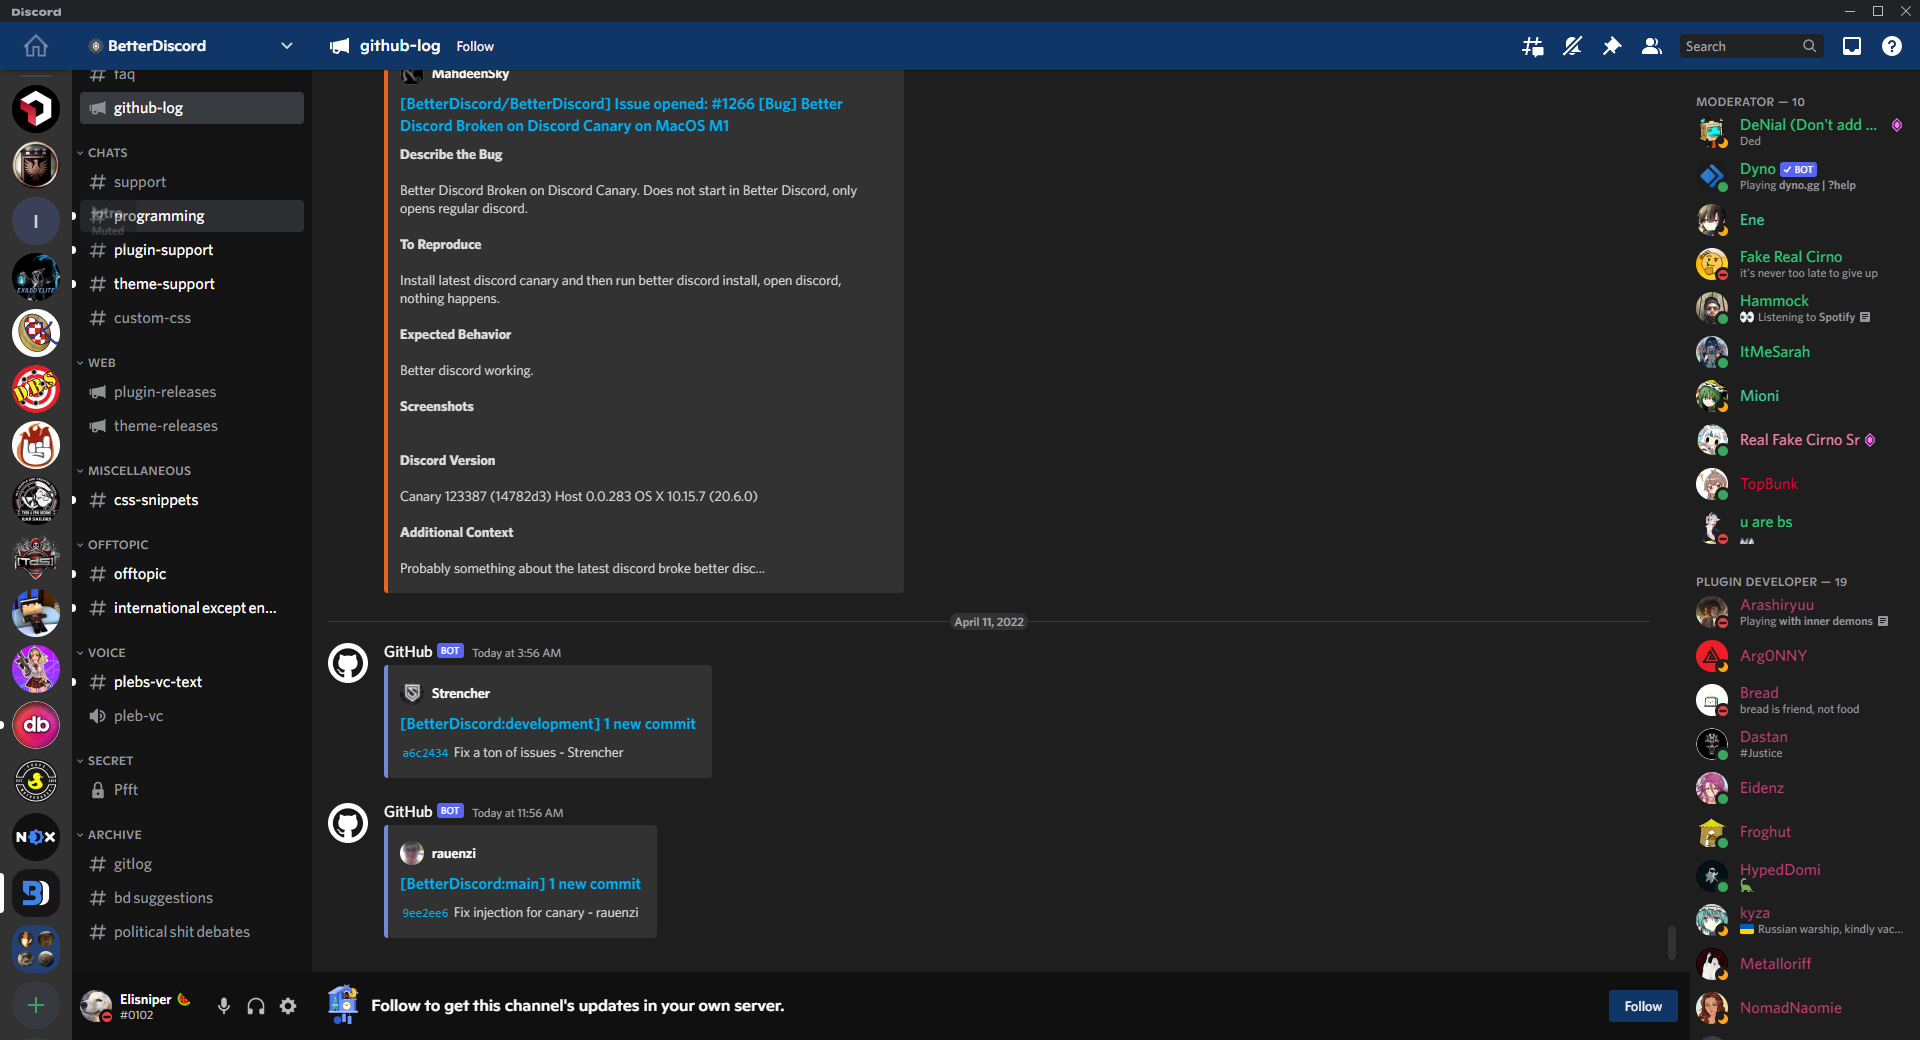 Discord
BetterDiscord
github-log
Follow
Search
faq
github-log
CHATS
support
programming
Muted
plugin-support
theme-support
custom-css
WEB
plugin-releases
theme-releases
MISCELLANEOUS
css-snippets
OFFTOPIC
offtopic
international except en...
VOICE
plebs-vc-text
pleb-vc
SECRET
Pfft
ARCHIVE
gitlog
bd suggestions
political shit debates
I
EXILED ELITE
D.B.S
[TdS]
db
NOX
Elisniper
#0102
MahdeenSky
[BetterDiscord/BetterDiscord] Issue opened: #1266 [Bug] Better
Discord Broken on Discord Canary on MacOS M1
Describe the Bug
Better Discord Broken on Discord Canary. Does not start in Better Discord, only
opens regular discord.
To Reproduce
Install latest discord canary and then run better discord install, open discord,
nothing happens.
Expected Behavior
Better discord working.
Screenshots
Discord Version
Canary 123387 (14782d3) Host 0.0.283 OS X 10.15.7 (20.6.0)
Additional Context
Probably something about the latest discord broke better disc...
April 11, 2022
GitHub BOT Today at 3:56 AM
Strencher
[BetterDiscord:development] 1 new commit
a6c2434 Fix a ton of issues - Strencher
GitHub BOT Today at 11:56 AM
rauenzi
[BetterDiscord:main] 1 new commit
9ee2ee6 Fix injection for canary - rauenzi
Follow to get this channel's updates in your own server.
Follow
MODERATOR — 10
DeNial (Don't add ...
Ded
Dyno BOT
Playing dyno.gg | ?help
Ene
Fake Real Cirno
it's never too late to give up
Hammock
Listening to Spotify
ItMeSarah
Mioni
Real Fake Cirno Sr
TopBunk
u are bs
PLUGIN DEVELOPER — 19
Arashiryuu
Playing with inner demons
Arg0NNY
Bread
bread is friend, not food
Dastan
#Justice
Eidenz
Froghut
HypedDomi
kyza
Russian warship, kindly vac...
Metalloriff
NomadNaomie